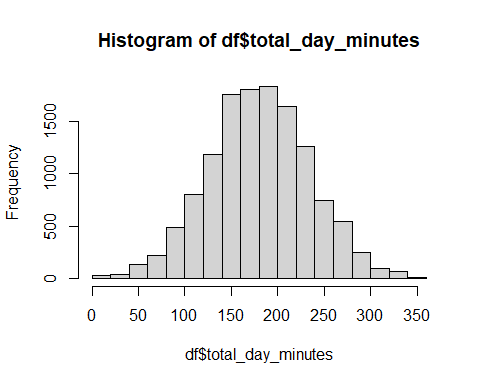 Histogram of df$total_day_minutes
Frequency
1500
1000
500
0
0 50 100 150 200 250 300 350
df$total_day_minutes